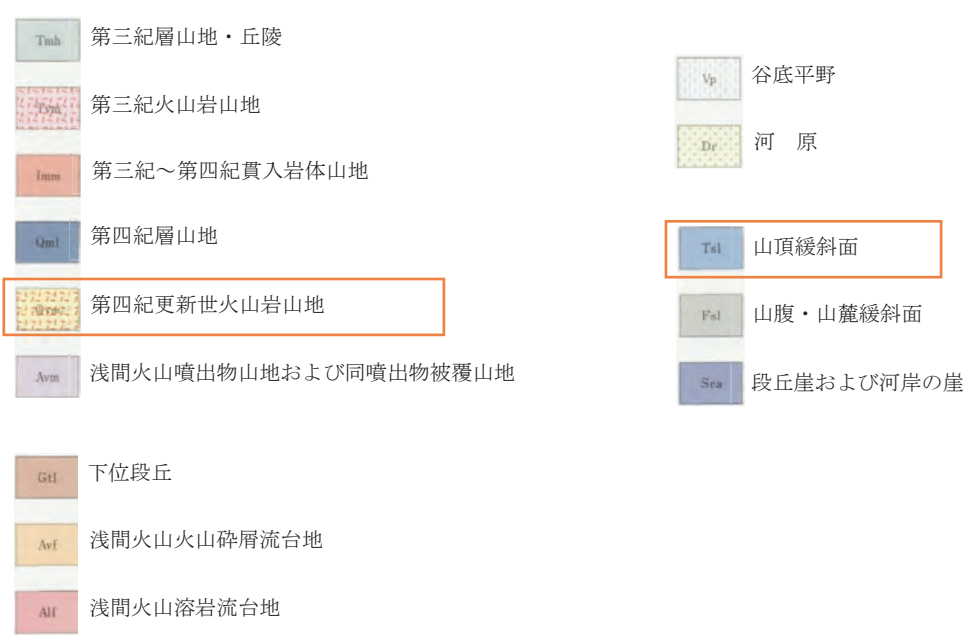 Tmh 第三紀層山地・丘陵
Tvm 第三紀火山岩山地
Imm 第三紀～第四紀貫入岩体山地
Qml 第四紀層山地
Qvm 第四紀更新世火山岩山地
Avm 浅間火山噴出物山地および同噴出物被覆山地
Gtl 下位段丘
Avf 浅間火山火山砕屑流台地
Alf 浅間火山溶岩流台地
Vp 谷底平野
Dr 河 原
Tsl 山頂緩斜面
Fsl 山腹・山麓緩斜面
Sca 段丘崖および河岸の崖